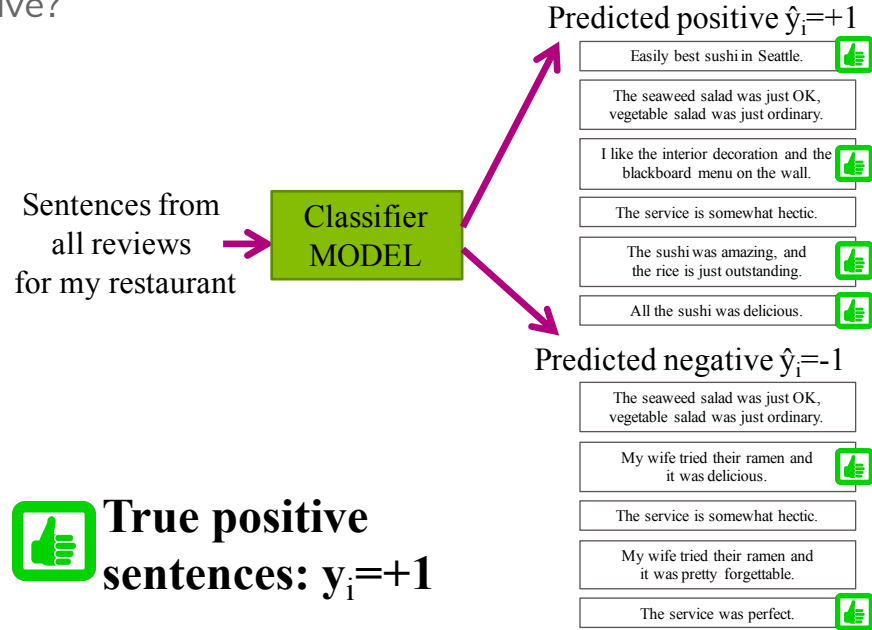 ive?
Predicted positive ŷi=+1
Easily best sushi in Seattle.
The seaweed salad was just OK,
vegetable salad was just ordinary.
I like the interior decoration and the
blackboard menu on the wall.
The service is somewhat hectic.
The sushi was amazing, and
the rice is just outstanding.
All the sushi was delicious.
Sentences from
all reviews
for my restaurant
Classifier
MODEL
Predicted negative ŷi=-1
The seaweed salad was just OK,
vegetable salad was just ordinary.
My wife tried their ramen and
it was delicious.
The service is somewhat hectic.
My wife tried their ramen and
it was pretty forgettable.
The service was perfect.
True positive
sentences: yi=+1